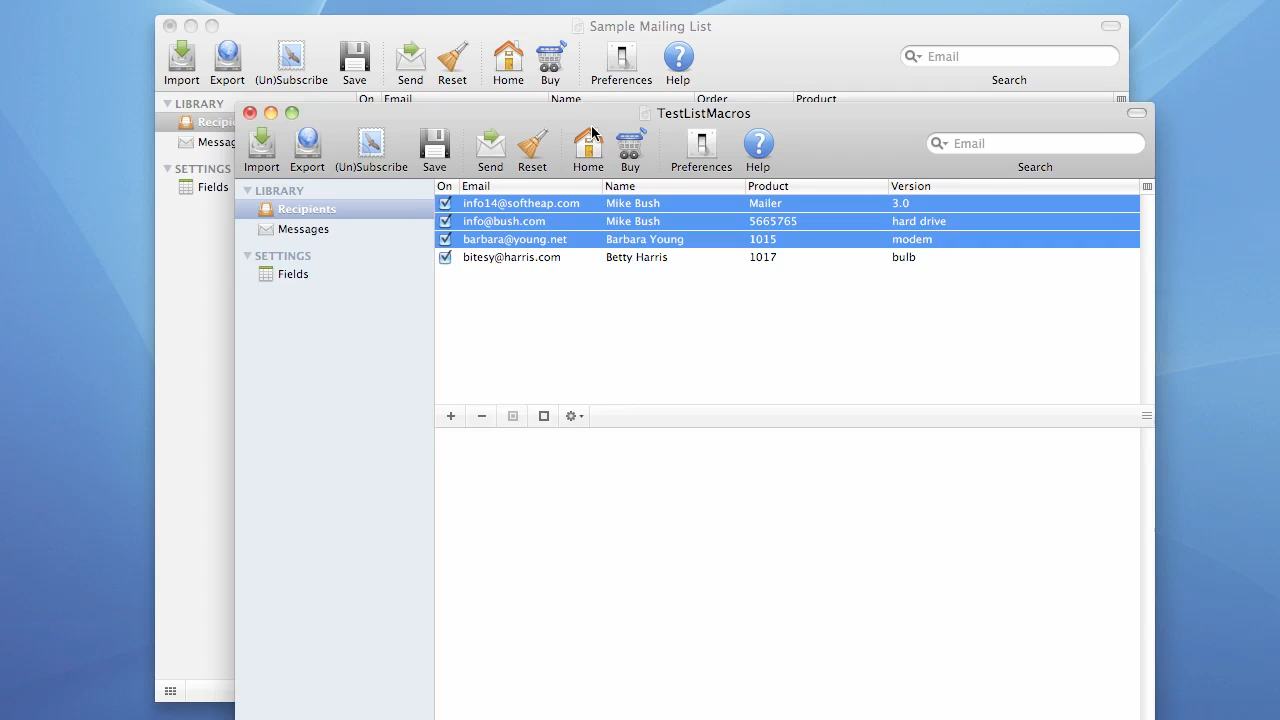 Sample Mailing List
Import Export (Un)Subscribe Save Send Reset Home Buy Preferences Help Email Search
LIBRARY On Email Name Order Product
Messa
SETTINGS
Fields
TestListMacros
Import Export (Un)Subscribe Save Send Reset Home Buy Preferences Help Email Search
LIBRARY
Recipients
Messages
SETTINGS
Fields
On Email Name Product Version
info14@softheap.com Mike Bush Mailer 3.0
info@bush.com Mike Bush 5665765 hard drive
barbara@young.net Barbara Young 1015 modem
bitesy@harris.com Betty Harris 1017 bulb